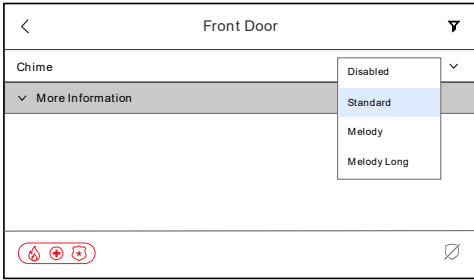 Front Door
Chime
Disabled
More Information
Standard
Melody
Melody Long